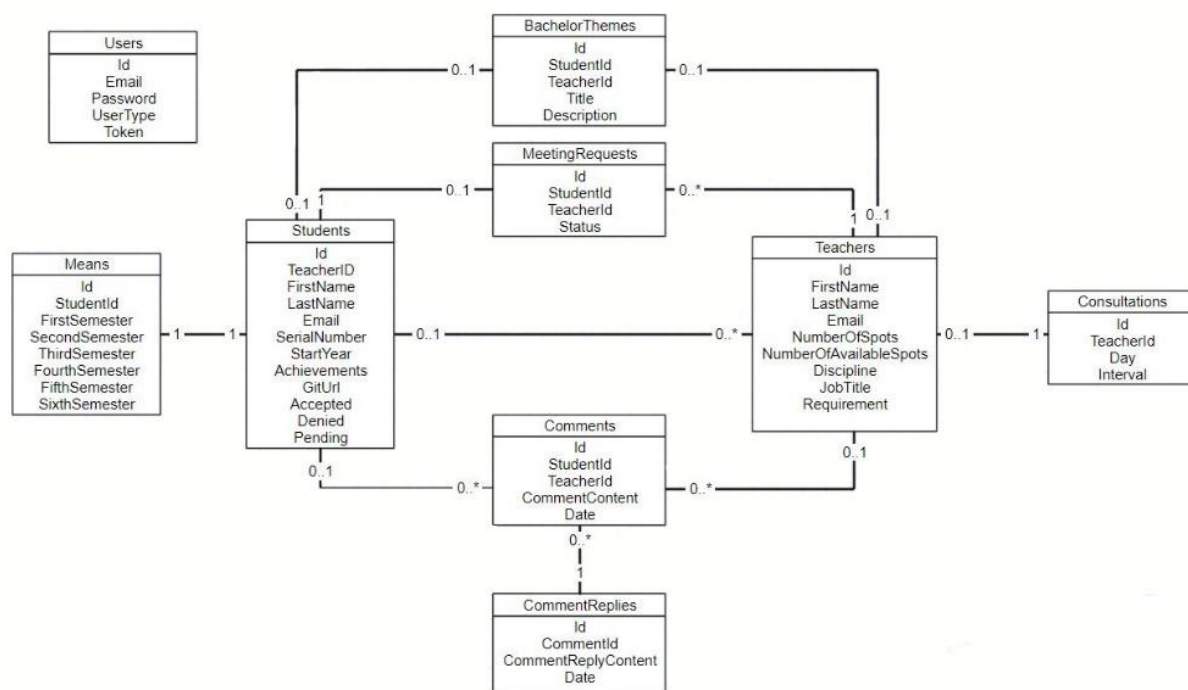 Users
Id
Email
Password
UserType
Token
BachelorThemes
Id
StudentId
TeacherId
Title
Description
0..1
0..1
0..1
0..1
MeetingRequests
Id
StudentId
TeacherId
Status
0..1
0..*
1
1
Students
Id
TeacherID
FirstName
LastName
Email
SerialNumber
StartYear
Achievements
GitUrl
Accepted
Denied
Pending
Means
Id
StudentId
FirstSemester
SecondSemester
ThirdSemester
FourthSemester
FifthSemester
SixthSemester
1
1
0..1
0..*
Teachers
Id
FirstName
LastName
Email
NumberOfSpots
NumberOfAvailableSpots
Discipline
JobTitle
Requirement
0..1
1
Consultations
Id
TeacherId
Day
Interval
0..1
0..*
Comments
Id
StudentId
TeacherId
CommentContent
Date
0..*
0..1
0..*
1
CommentReplies
Id
CommentId
CommentReplyContent
Date